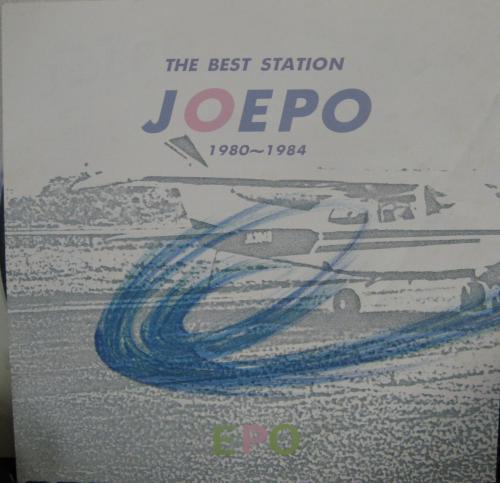 THE BEST STATION
JOEPO
1980~1984
EPO